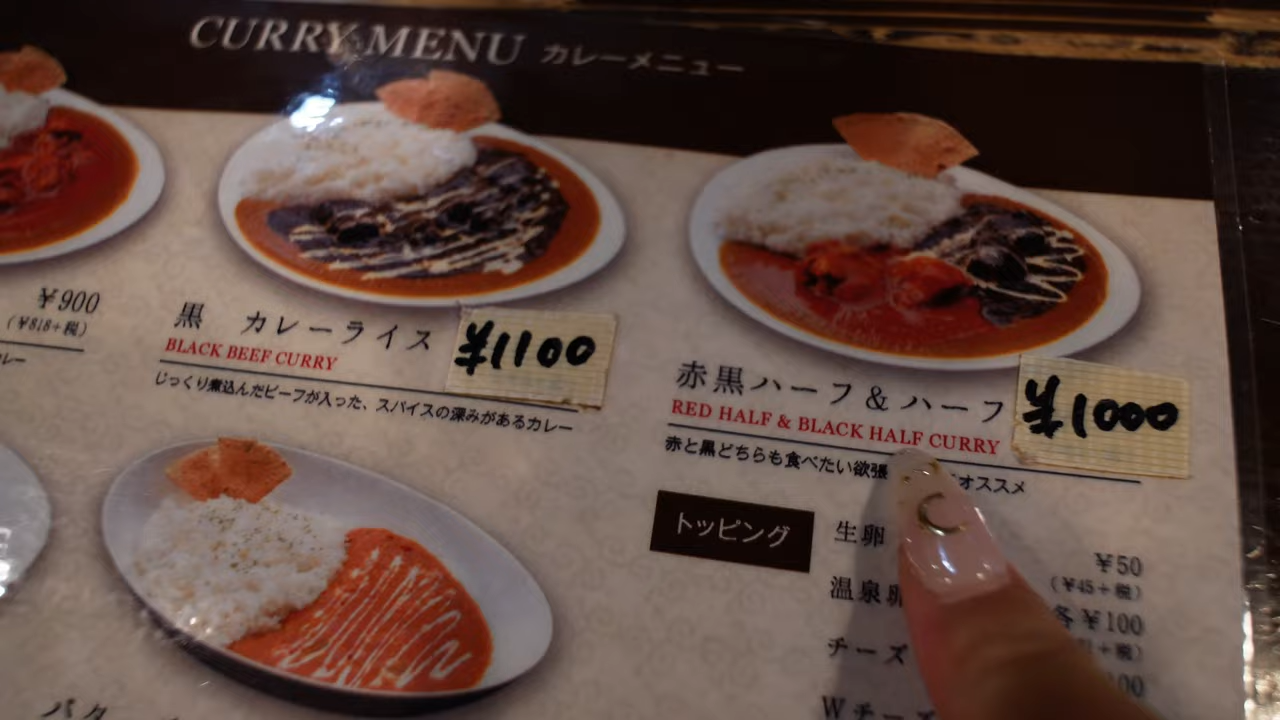 CURRY MENU カレーメニュー
¥900
(¥818+税)
黒 カレーライス ¥1100
BLACK BEEF CURRY
じっくり煮込んだビーフが入った、スパイスの深みがあるカレー
赤黒ハーフ&ハーフ ¥1000
RED HALF & BLACK HALF CURRY
赤と黒どちらも食べたい欲張 オススメ
トッピング
生卵 ¥50
(¥45+税)
温泉卵 各¥100
+税)
チーズ
Wチーズ